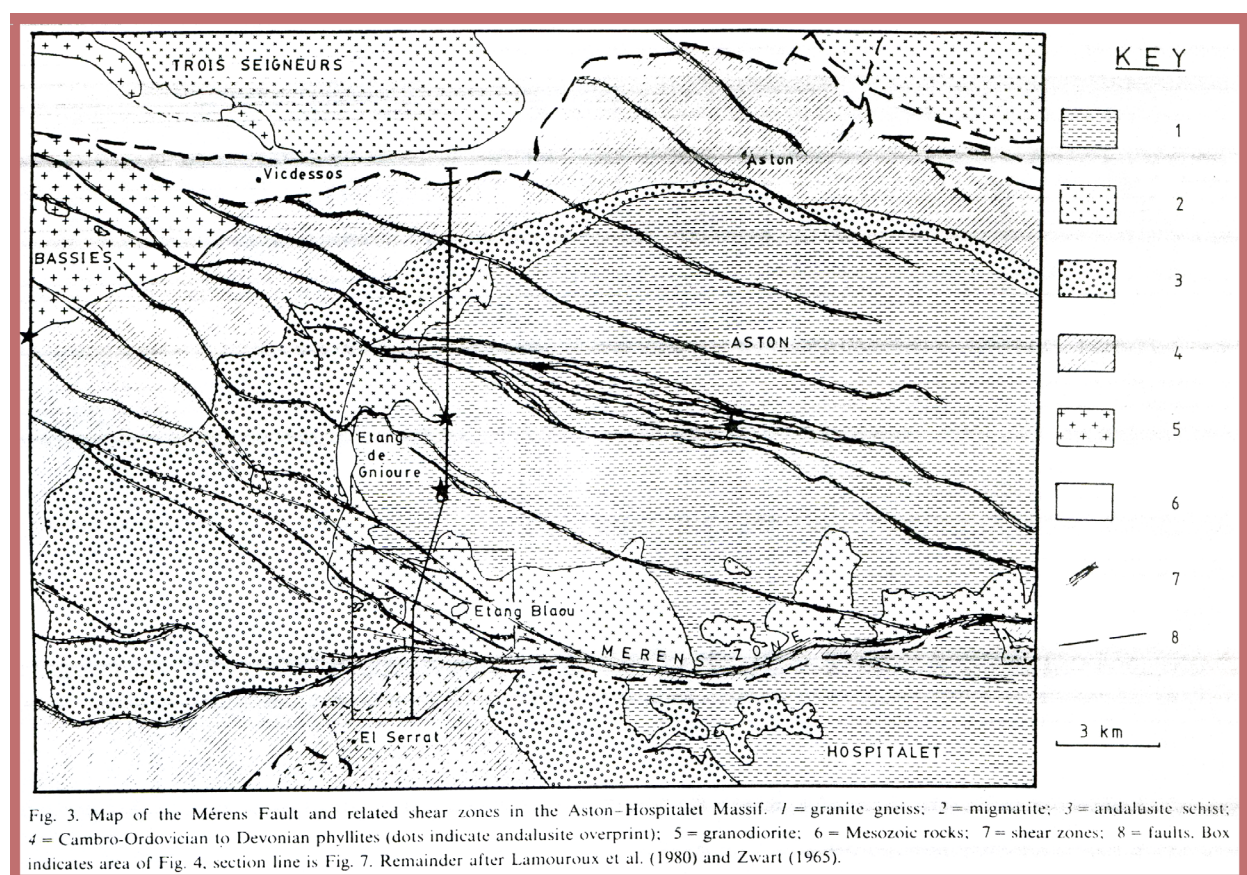 TROIS SEIGNEURS
Vicdessos
Aston
BASSIES
ASTON
Etang
de
Gnioure
Etang Blaou
MERENS ZONE
El Serrat
HOSPITALET
KEY
1
2
3
4
5
6
7
8
3 km
Fig. 3. Map of the Mérens Fault and related shear zones in the Aston–Hospitalet Massif. 1 = granite gneiss; 2 = migmatite; 3 = andalusite schist;
4 = Cambro-Ordovician to Devonian phyllites (dots indicate andalusite overprint); 5 = granodiorite; 6 = Mesozoic rocks; 7 = shear zones; 8 = faults. Box
indicates area of Fig. 4, section line is Fig. 7. Remainder after Lamouroux et al. (1980) and Zwart (1965).